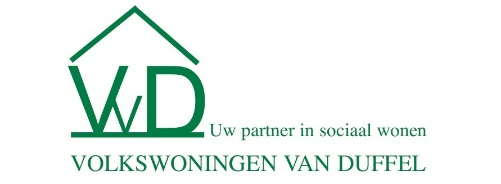 VvD
Uw partner in sociaal wonen
VOLKSWONINGEN VAN DUFFEL